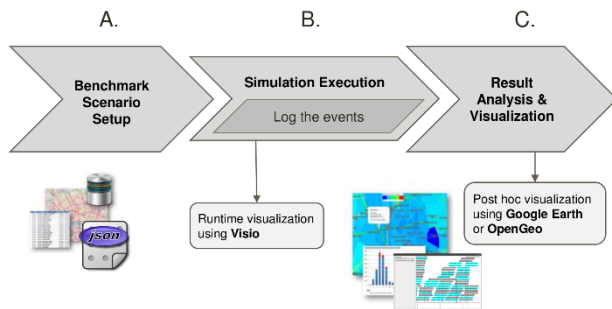 A.
B.
C.
Benchmark
Scenario
Setup
Simulation Execution
Log the events
Result
Analysis &
Visualization
json
Runtime visualization
using Visio
Post hoc visualization
using Google Earth
or OpenGeo